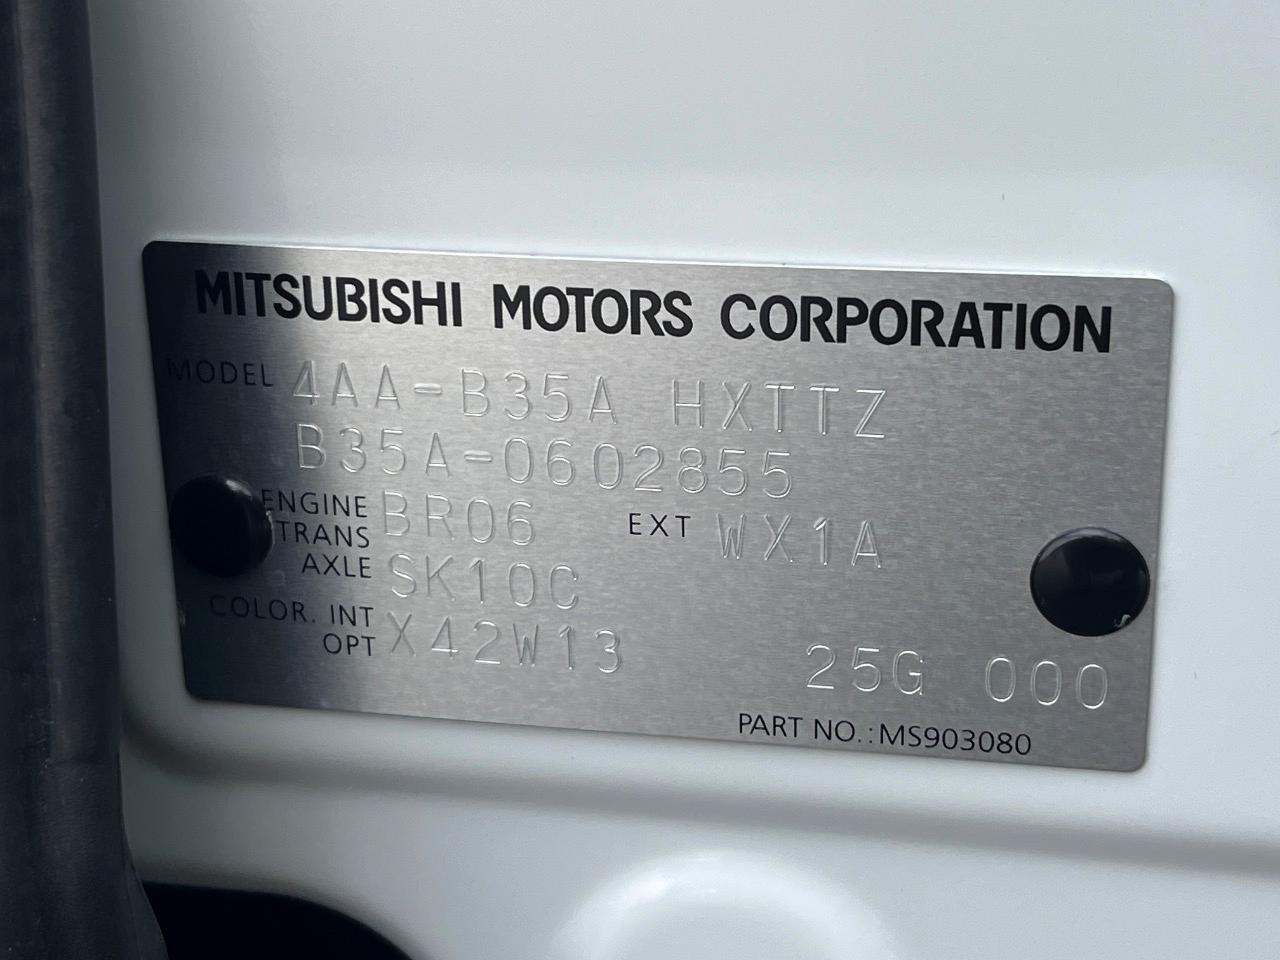 MITSUBISHI MOTORS CORPORATION
MODEL 4AA-B35A HXTTZ
B35A-0602855
ENGINE BR06 EXT WX1A
TRANS
AXLE SK10C
COLOR. INT X42W13
OPT 25G 000
PART NO.:MS903080